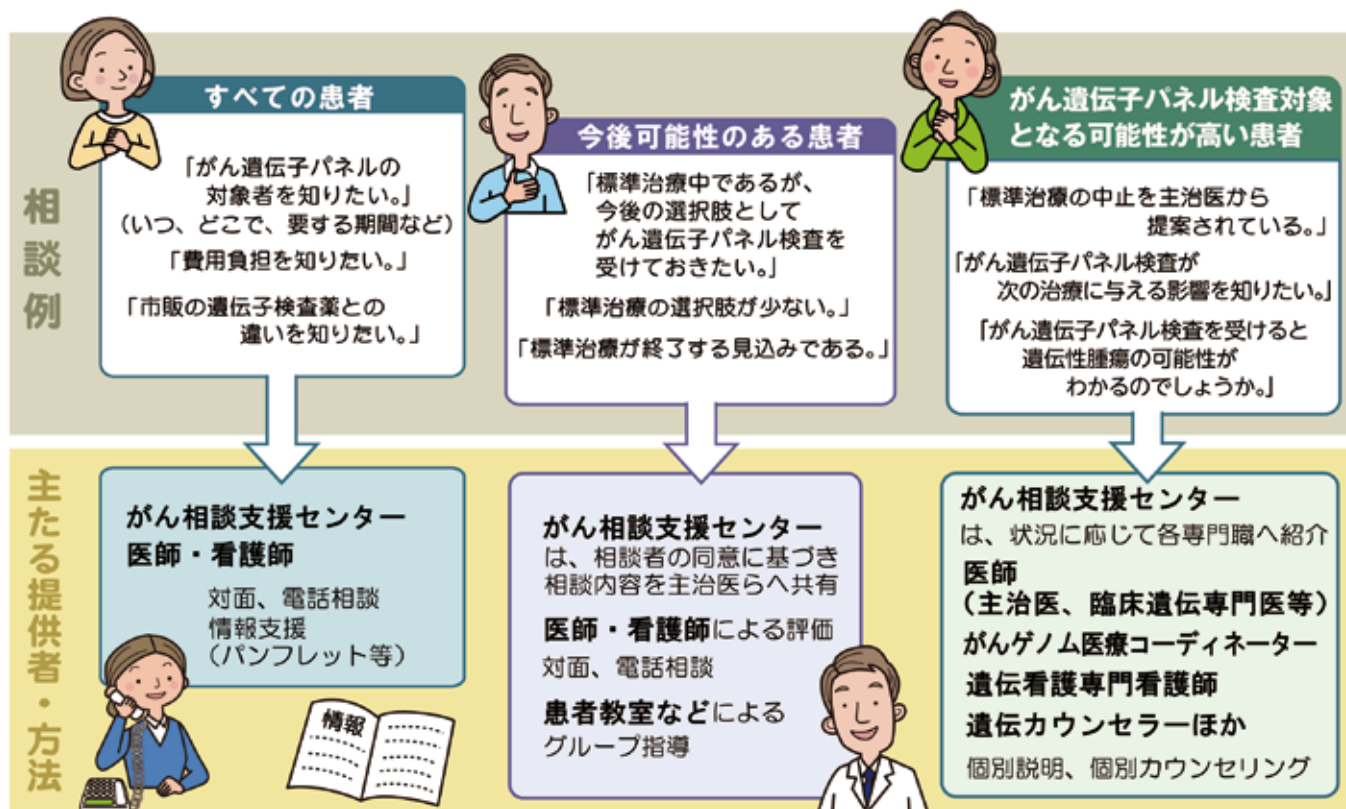 相談例
すべての患者
「がん遺伝子パネルの
対象者を知りたい。」
（いつ、どこで、要する期間など）
「費用負担を知りたい。」
「市販の遺伝子検査薬との
違いを知りたい。」
今後可能性のある患者
「標準治療中であるが、
今後の選択肢として
がん遺伝子パネル検査を
受けておきたい。」
「標準治療の選択肢が少ない。」
「標準治療が終了する見込みである。」
がん遺伝子パネル検査対象
となる可能性が高い患者
「標準治療の中止を主治医から
提案されている。」
「がん遺伝子パネル検査が
次の治療に与える影響を知りたい。」
「がん遺伝子パネル検査を受けると
遺伝性腫瘍の可能性が
わかるのでしょうか。」
主たる提供者・方法
がん相談支援センター
医師・看護師
対面、電話相談
情報支援
（パンフレット等）
情報
がん相談支援センター
は、相談者の同意に基づき
相談内容を主治医らへ共有
医師・看護師による評価
対面、電話相談
患者教室などによる
グループ指導
がん相談支援センター
は、状況に応じて各専門職へ紹介
医師
（主治医、臨床遺伝専門医等）
がんゲノム医療コーディネーター
遺伝看護専門看護師
遺伝カウンセラーほか
個別説明、個別カウンセリング